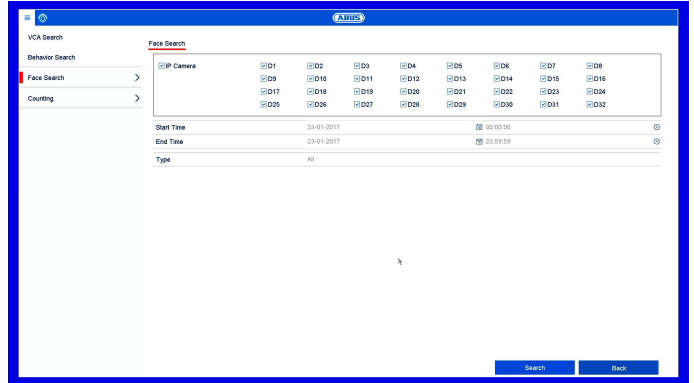 ABUS
VCA Search
Behavior Search
Face Search
Counting
Face Search
IP Camera D1 D2 D3 D4 D5 D6 D7 D8
D9 D10 D11 D12 D13 D14 D15 D16
D17 D18 D19 D20 D21 D22 D23 D24
D25 D26 D27 D28 D29 D30 D31 D32
Start Time 23-01-2017 00:00:00
End Time 23-01-2017 23:59:59
Type All
Search Back